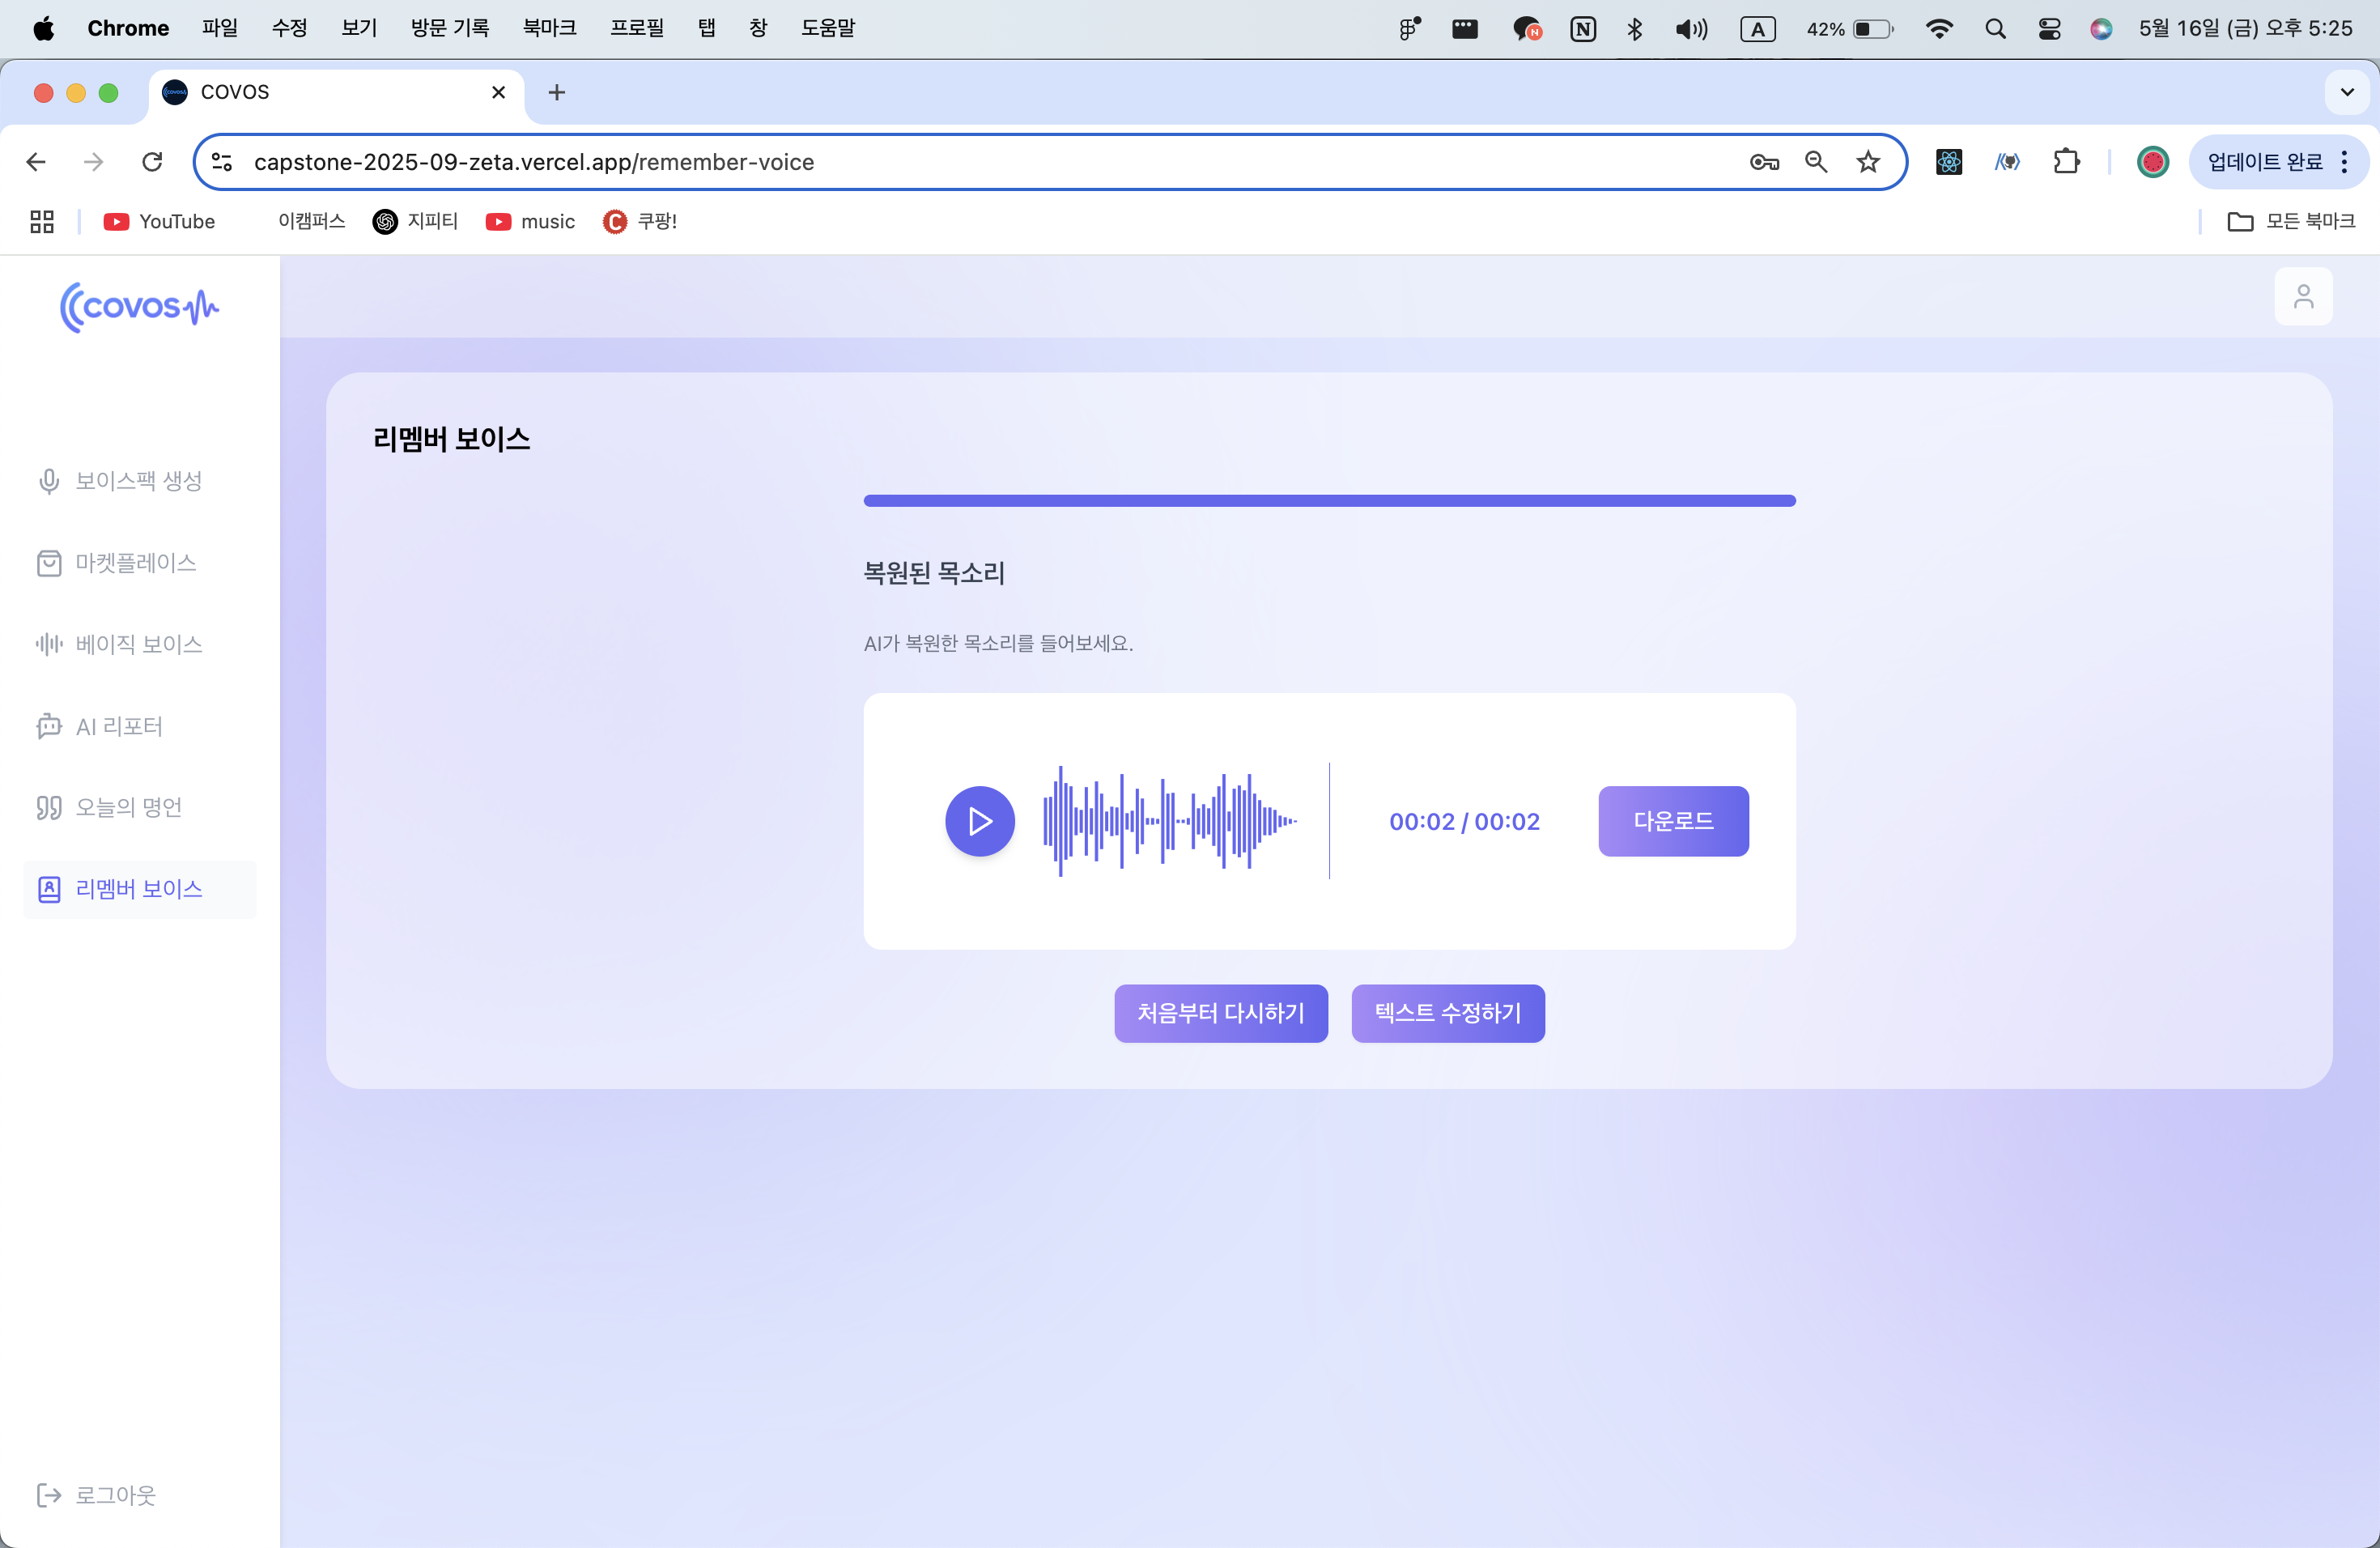 Chrome 파일 수정 보기 방문 기록 북마크 프로필 탭 창 도움말 N N A 42% 5월 16일 (금) 오후 5:25
COVOS
capstone-2025-09-zeta.vercel.app/remember-voice 업데이트 완료
YouTube 이캠퍼스 지피티 music C 쿠팡! 모든 북마크
covos
리멤버 보이스
보이스팩 생성
마켓플레이스
베이직 보이스
AI 리포터
오늘의 명언
리멤버 보이스
로그아웃
복원된 목소리
AI가 복원한 목소리를 들어보세요.
00:02 / 00:02 다운로드
처음부터 다시하기 텍스트 수정하기